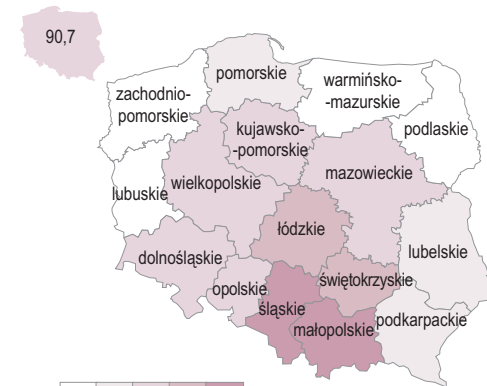 90,7
pomorskie
warmińsko-
-mazurskie
zachodnio-
pomorskie
podlaskie
kujawsko-
-pomorskie
mazowieckie
wielkopolskie
lubuskie
łódzkie
lubelskie
dolnośląskie
świętokrzyskie
opolskie
śląskie
podkarpackie
małopolskie